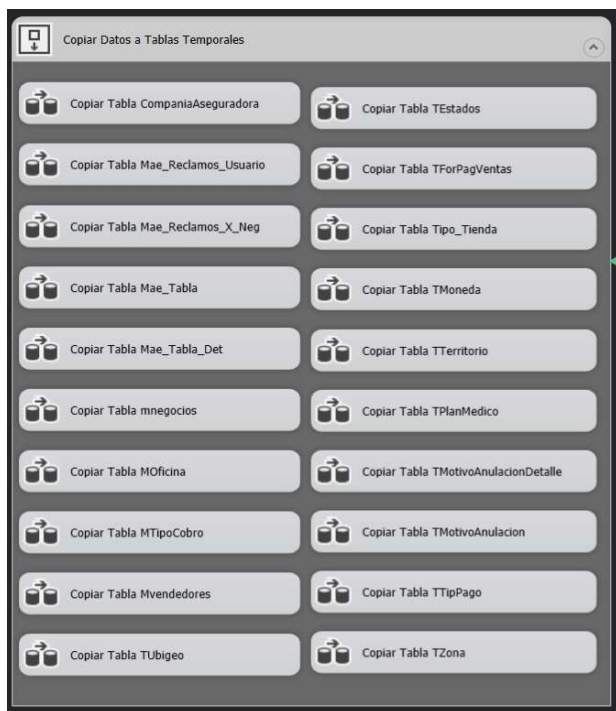 Copiar Datos a Tablas Temporales
Copiar Tabla CompaniaAseguradora
Copiar Tabla Mae_Reclamos_Usuario
Copiar Tabla Mae_Reclamos_X_Neg
Copiar Tabla Mae_Tabla
Copiar Tabla Mae_Tabla_Det
Copiar Tabla mnegocios
Copiar Tabla MOficina
Copiar Tabla MTipoCobro
Copiar Tabla Mvendedores
Copiar Tabla TUbigeo
Copiar Tabla TEstados
Copiar Tabla TForPagVentas
Copiar Tabla Tipo_Tienda
Copiar Tabla TMoneda
Copiar Tabla TTerritorio
Copiar Tabla TPlanMedico
Copiar Tabla TMotivoAnulacionDetalle
Copiar Tabla TMotivoAnulacion
Copiar Tabla TTipPago
Copiar Tabla TZona